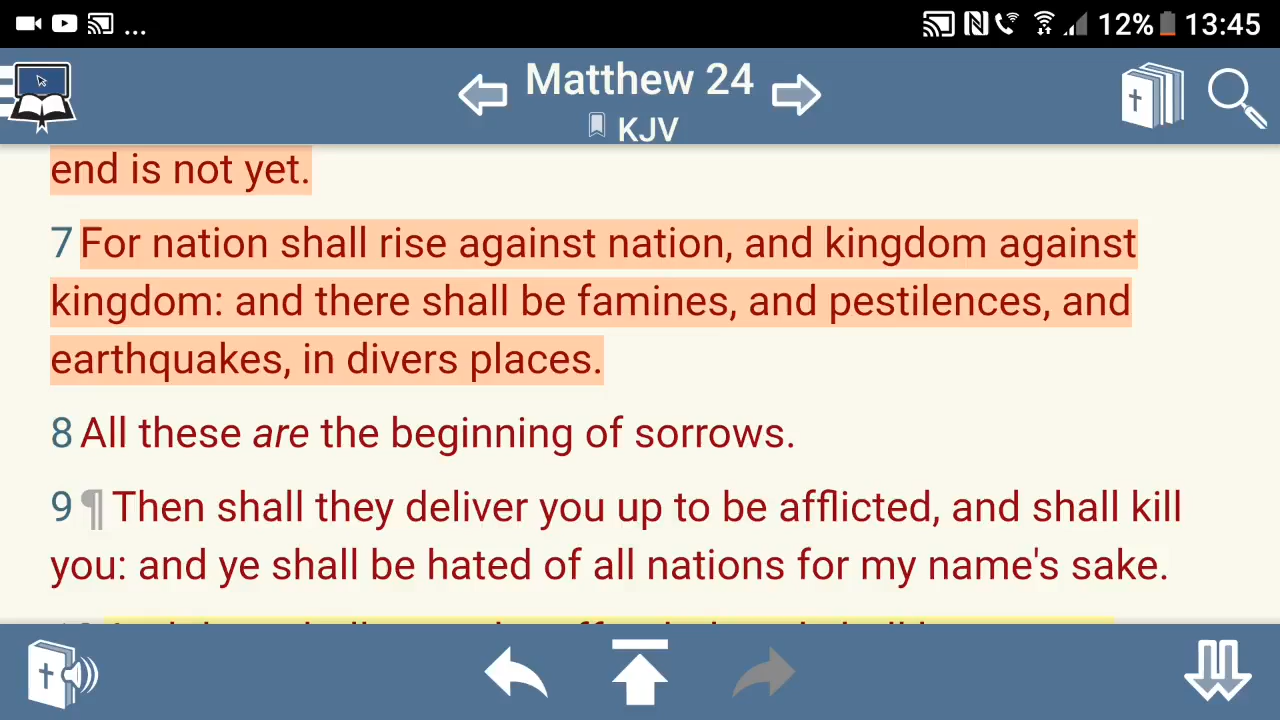 ... 12% 13:45
Matthew 24
KJV
end is not yet.
7 For nation shall rise against nation, and kingdom against
kingdom: and there shall be famines, and pestilences, and
earthquakes, in divers places.
8 All these are the beginning of sorrows.
9 ¶ Then shall they deliver you up to be afflicted, and shall kill
you: and ye shall be hated of all nations for my name's sake.